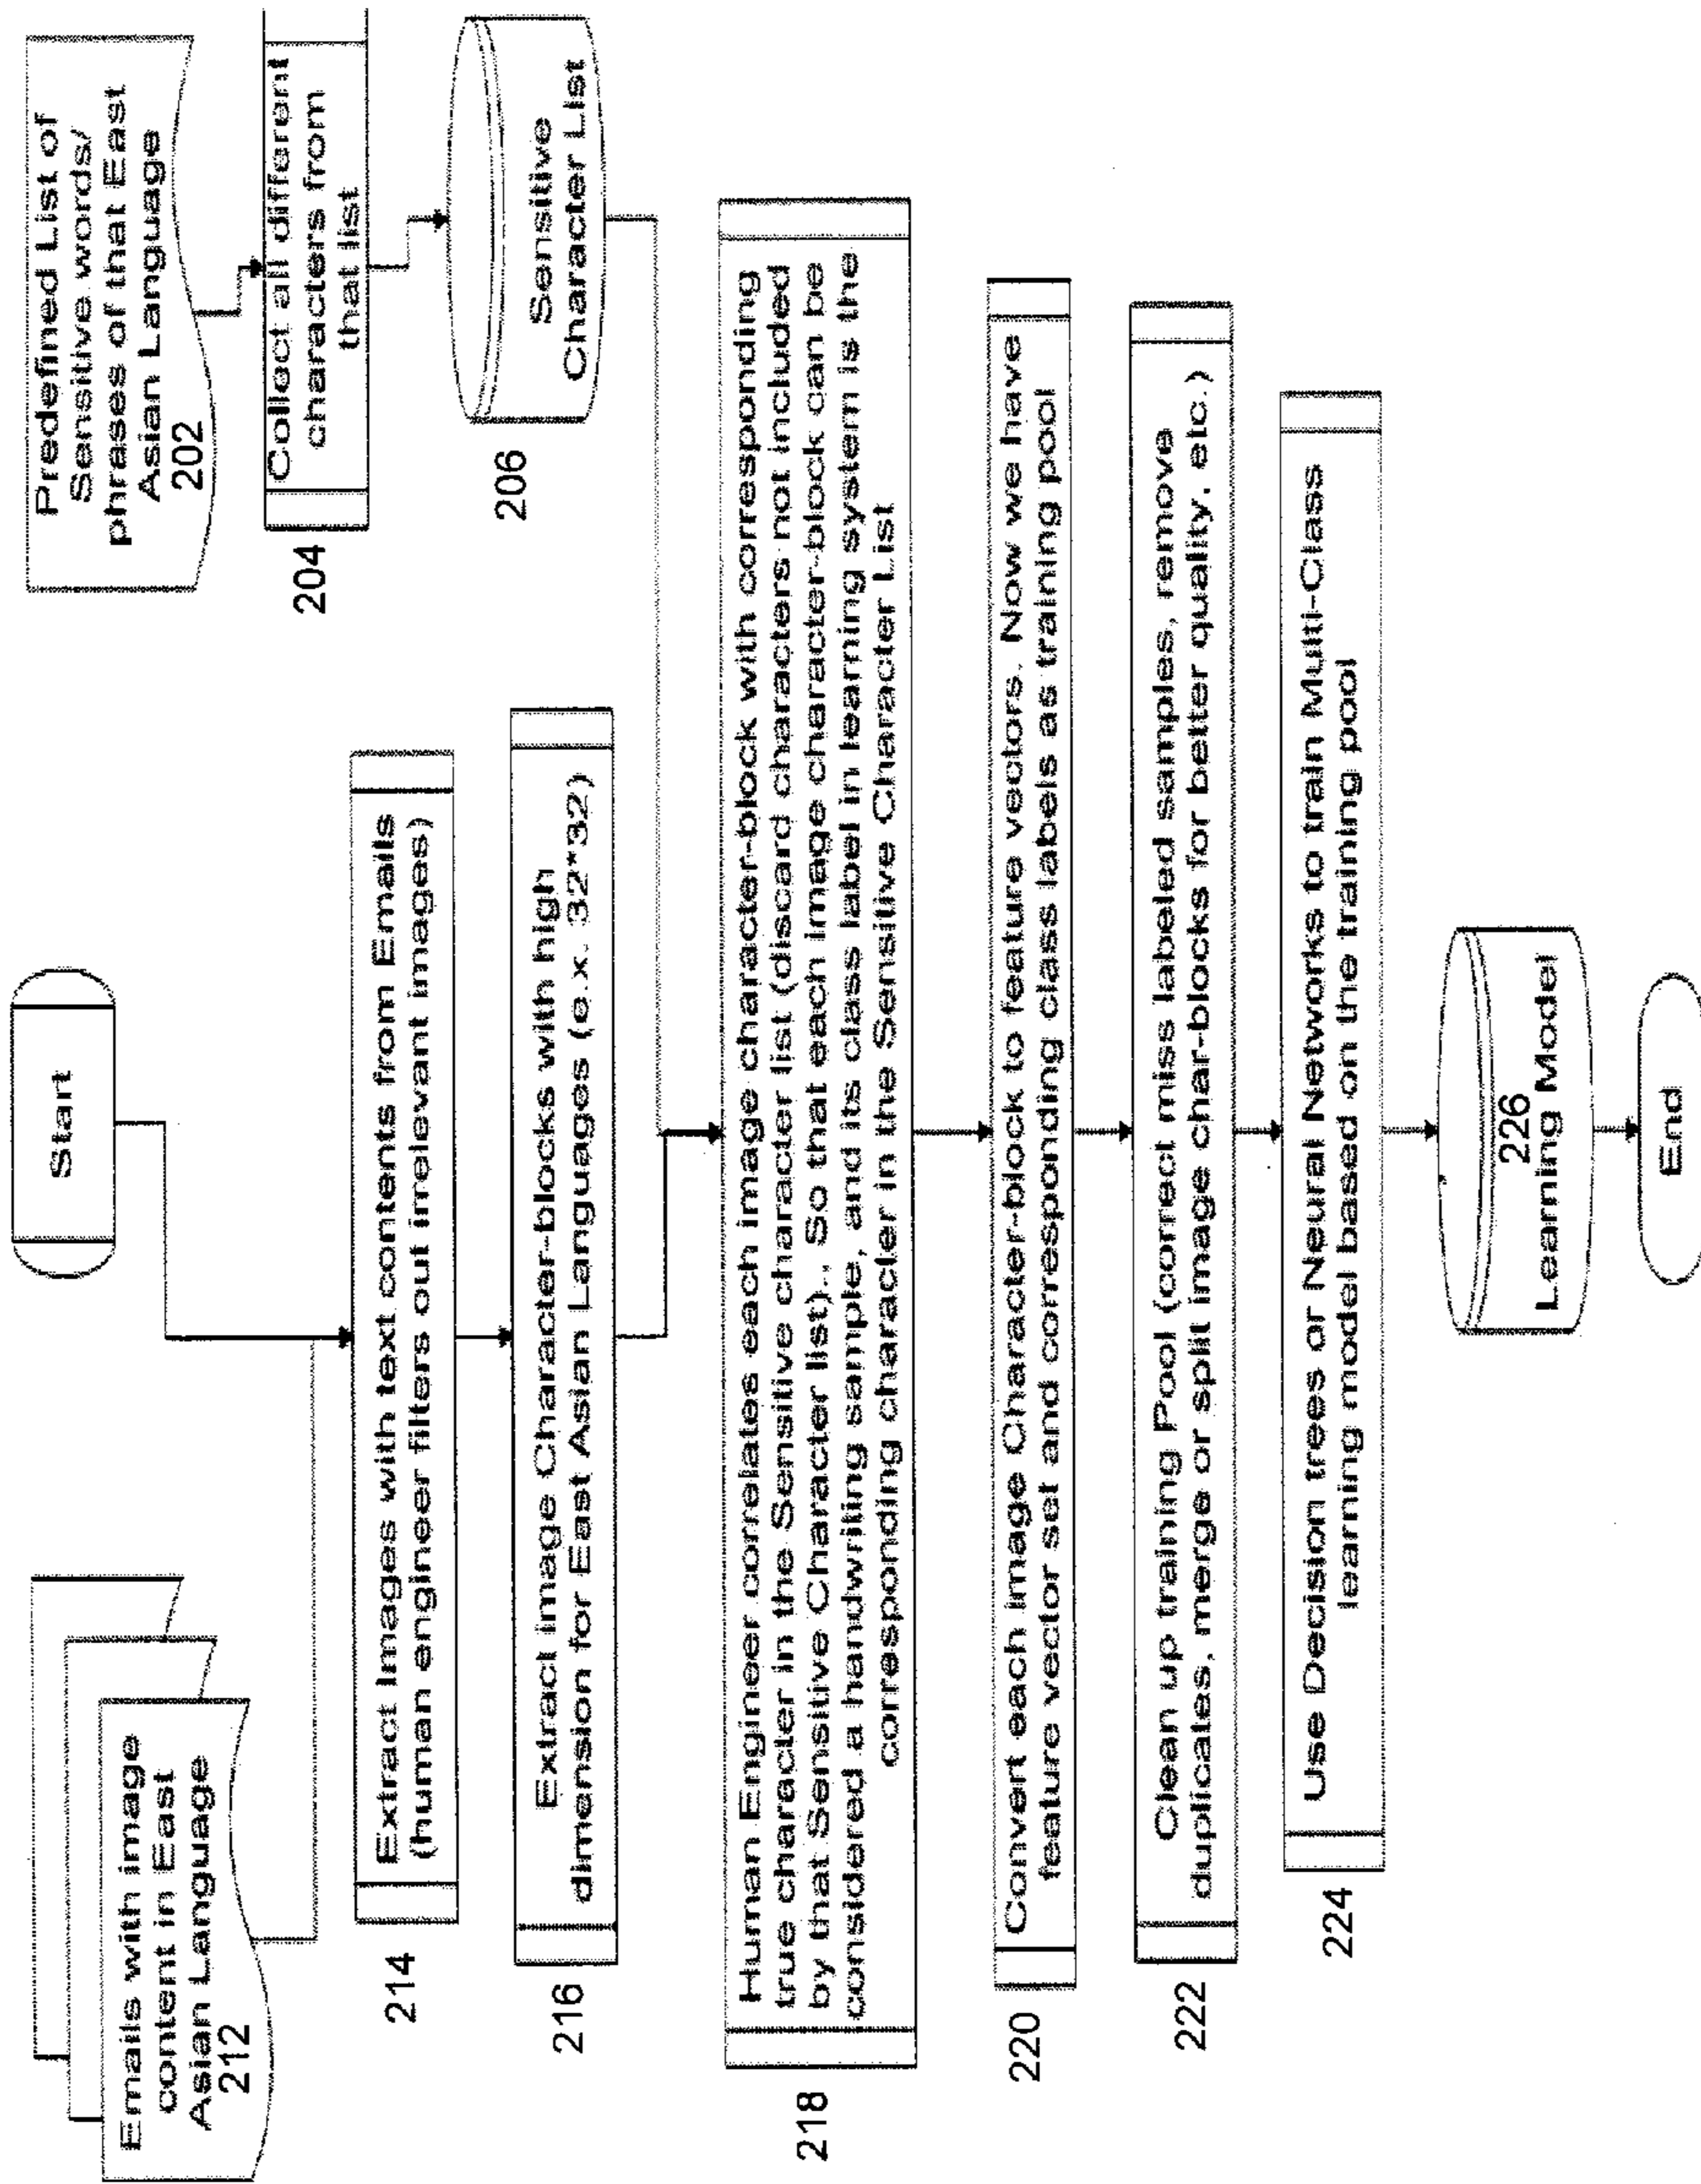 Start
Emails with image
content in East
Asian Language
212
Predefined List of
Sensitive words/
phrases of that East
Asian Language
202
204
Collect all different
characters from
that list
206
Sensitive
Character List
214
Extract Images with text contents from Emails
(human engineer filters out irrelevant images)
216
Extract image Character-blocks with high
dimension for East Asian Languages (e.x. 32*32)
218
Human Engineer correlates each image character-block with corresponding
true character in the Sensitive character list (discard characters not included
by that Sensitive Character list)., So that each image character-block can be
considered a handwriting sample, and its class label in learning system is the
corresponding character in the Sensitive Character List
220
Convert each image Character-block to feature vectors. Now we have
feature vector set and corresponding class labels as training pool
222
Clean up training Pool (correct miss labeled samples, remove
duplicates, merge or split image char-blocks for better quality, etc.)
224
Use Decision trees or Neural Networks to train Multi-Class
learning model based on the training pool
226
Learning Model
End